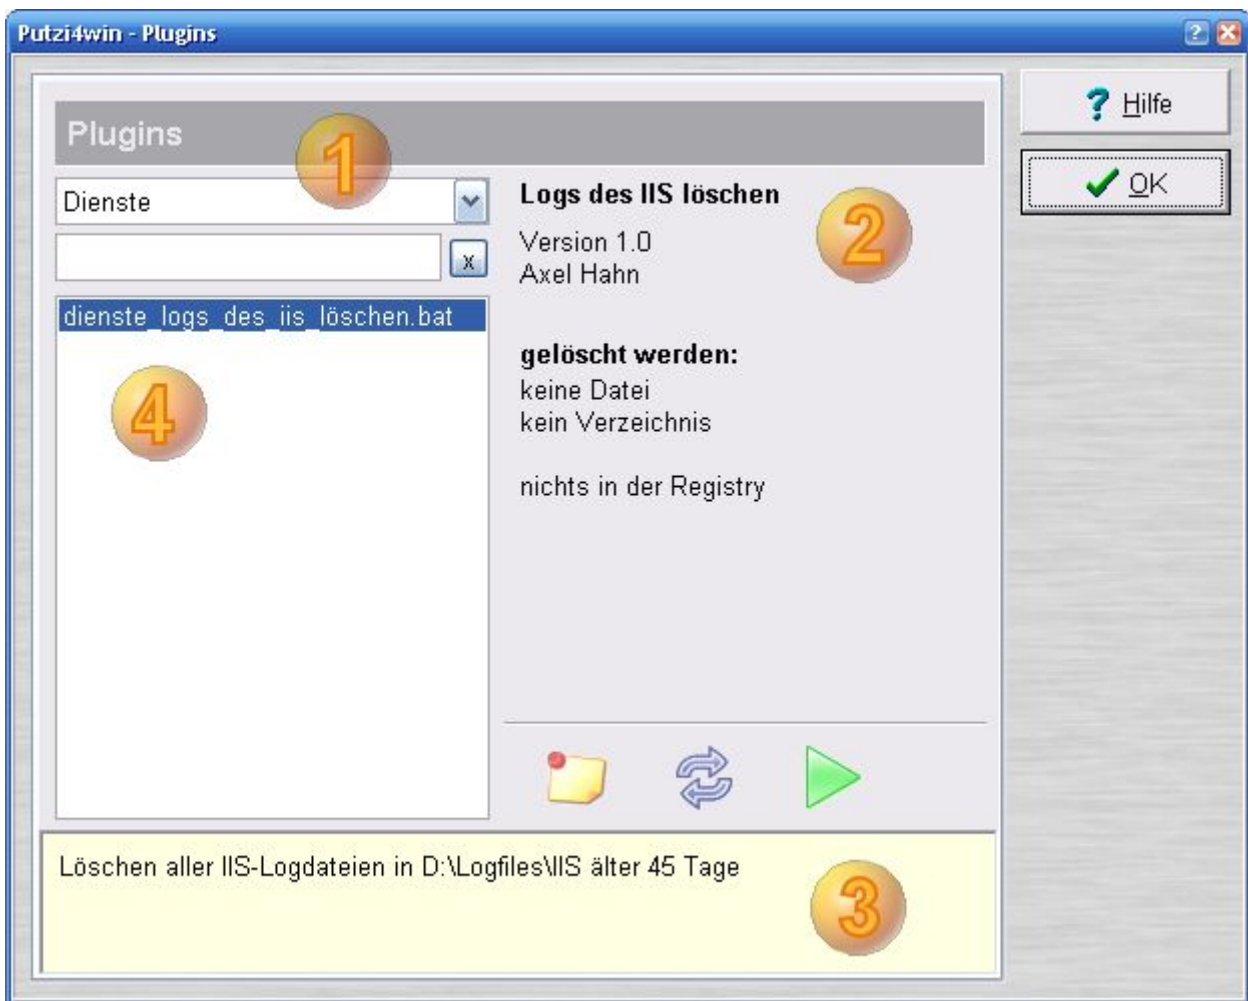 Putzi4win - Plugins
?
Hilfe
OK
Plugins
1
Dienste
x
dienste_logs_des_iis_löschen.bat
4
Logs des IIS löschen
2
Version 1.0
Axel Hahn
gelöscht werden:
keine Datei
kein Verzeichnis
nichts in der Registry
Löschen aller IIS-Logdateien in D:\Logfiles\IIS älter 45 Tage
3